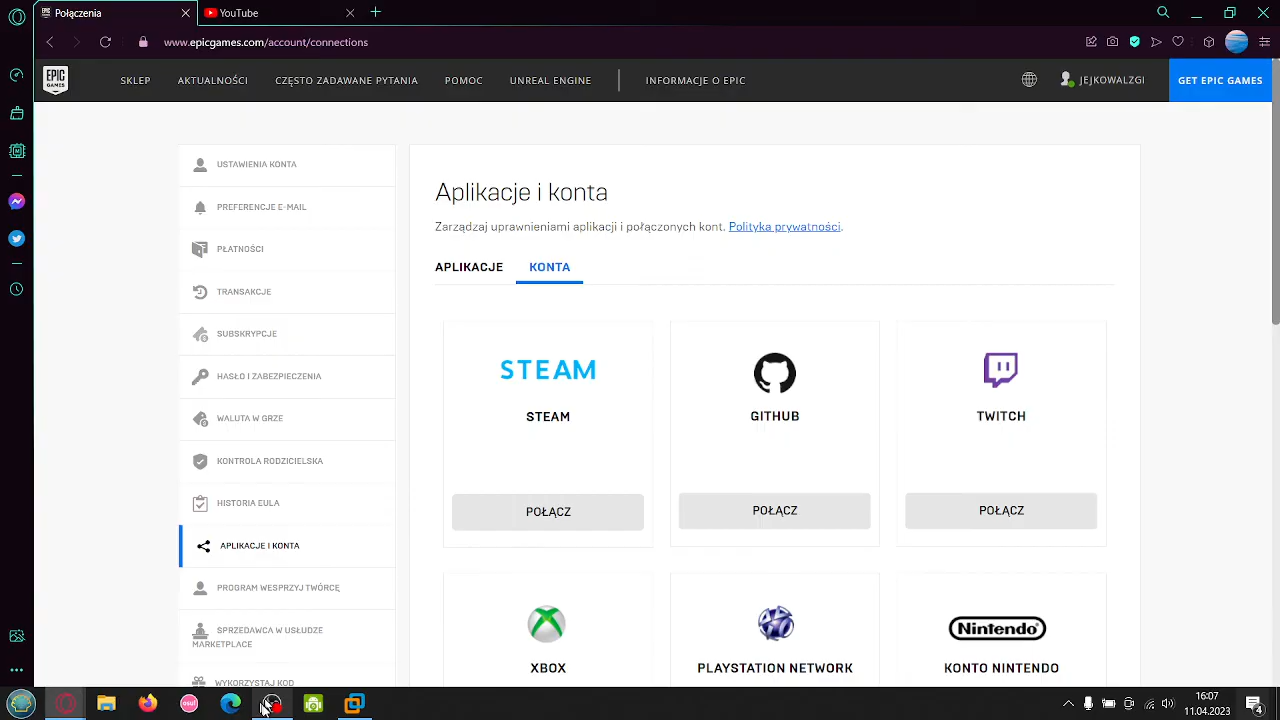 Połączenia
YouTube
www.epicgames.com/account/connections
EPIC
GAMES
SKLEP
AKTUALNOŚCI
CZĘSTO ZADAWANE PYTANIA
POMOC
UNREAL ENGINE
INFORMACJE O EPIC
JEJKOWALZGI
GET EPIC GAMES
USTAWIENIA KONTA
PREFERENCJE E-MAIL
PŁATNOŚCI
TRANSAKCJE
SUBSKRYPCJE
HASŁO I ZABEZPIECZENIA
WALUTA W GRZE
KONTROLA RODZICIELSKA
HISTORIA EULA
APLIKACJE I KONTA
PROGRAM WESPRZYJ TWÓRCĘ
SPRZEDAWCA W USŁUDZE
MARKETPLACE
WYKORZYSTAJ KOD
Aplikacje i konta
Zarządzaj uprawnieniami aplikacji i połączonych kont. Polityka prywatności.
APLIKACJE
KONTA
STEAM
STEAM
POŁĄCZ
GITHUB
POŁĄCZ
TWITCH
POŁĄCZ
XBOX
PLAYSTATION NETWORK
Nintendo
KONTO NINTENDO
osu!
16:07
11.04.2023